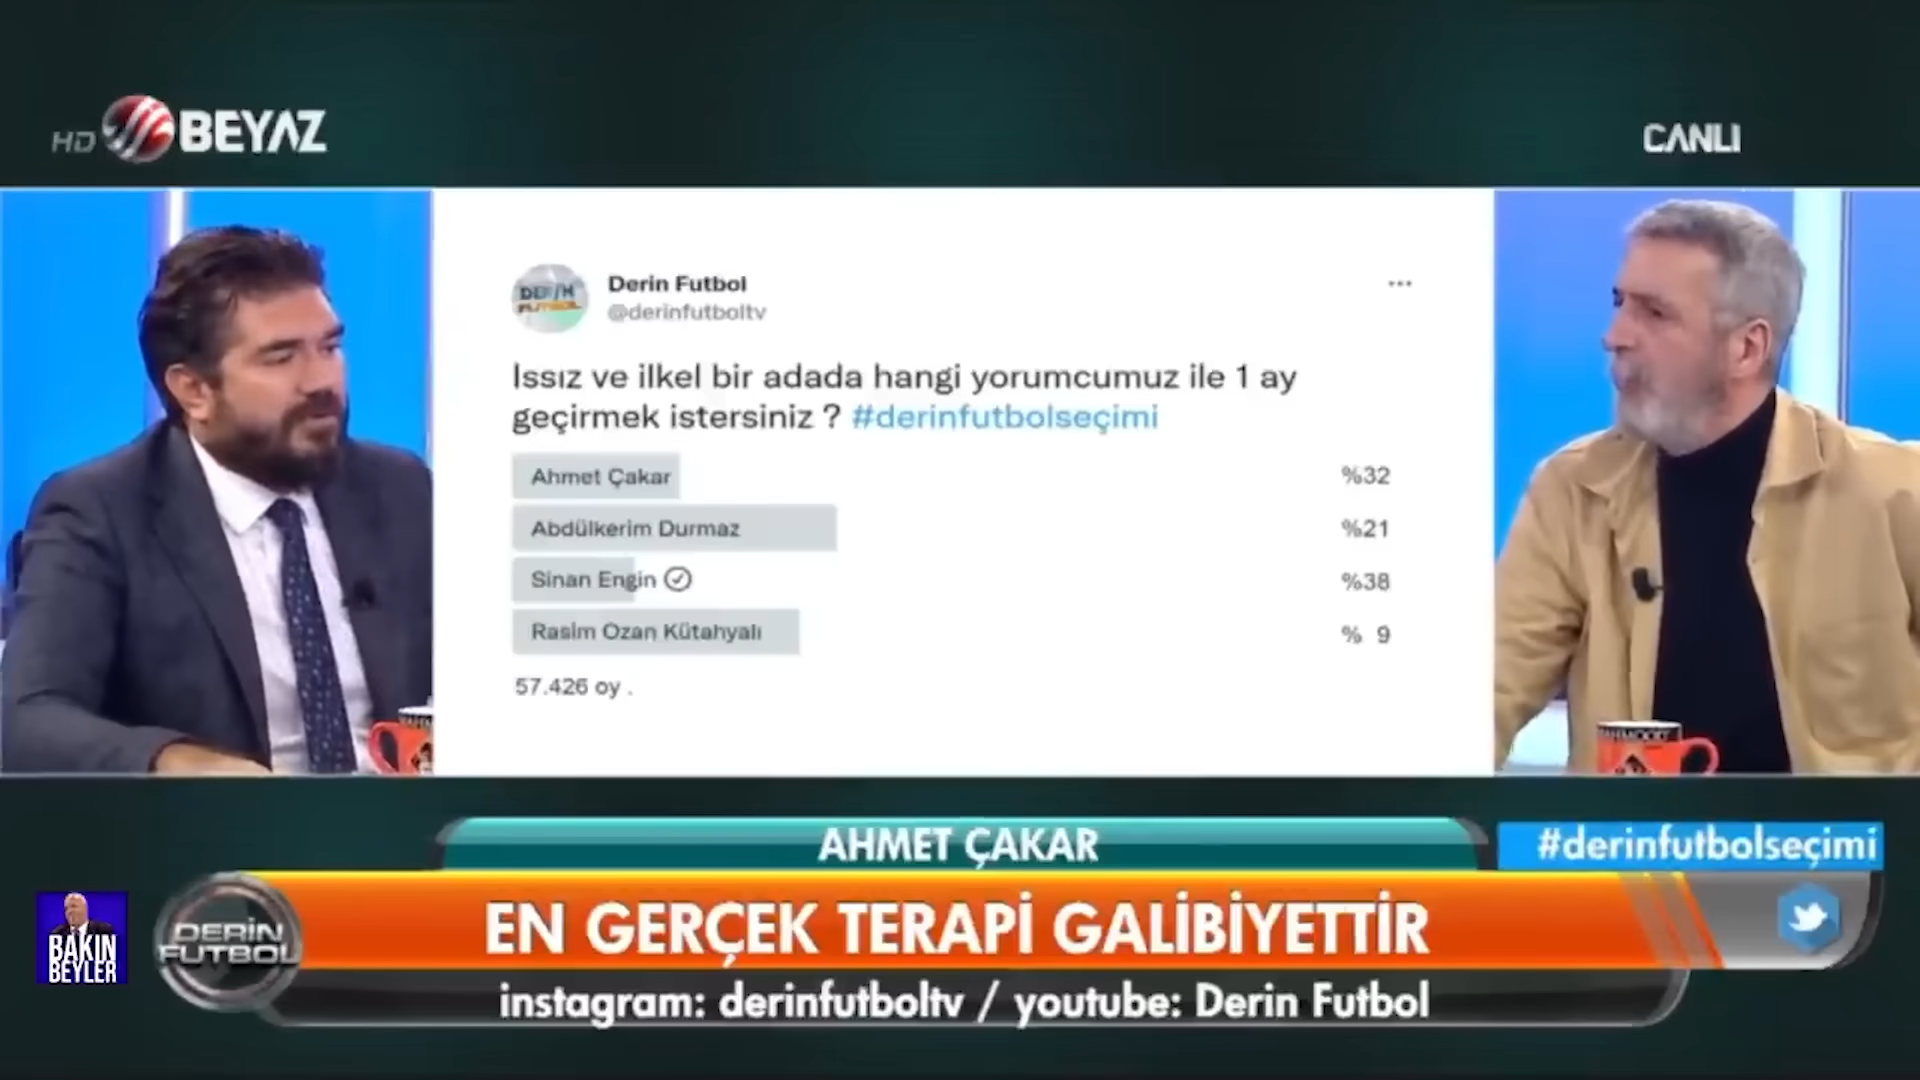 HD BEYAZ
CANLI
DERİN FUTBOL
Derin Futbol
@derinfutboltv
Issız ve ilkel bir adada hangi yorumcumuz ile 1 ay
geçirmek istersiniz ? #derinfutbolseçimi
Ahmet Çakar %32
Abdülkerim Durmaz %21
Sinan Engin %38
Rasim Ozan Kütahyalı % 9
57.426 oy .
AHMET ÇAKAR
#derinfutbolseçimi
EN GERÇEK TERAPİ GALİBİYETTİR
BAKIN
BEYLER
DERİN
FUTBOL
instagram: derinfutboltv / youtube: Derin Futbol